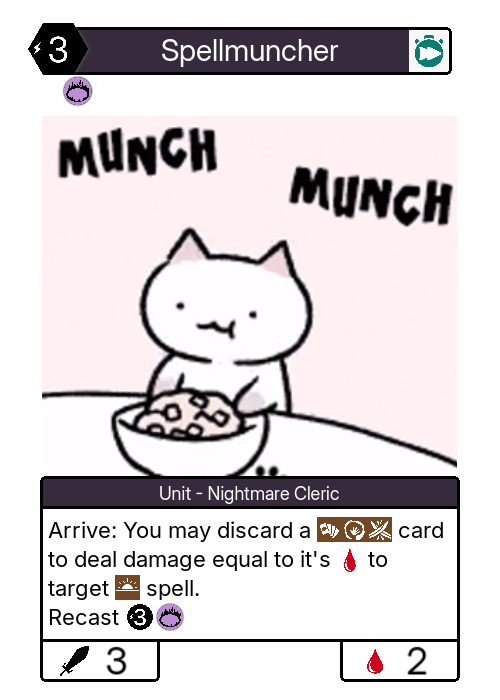 3 Spellmuncher
MUNCH
MUNCH
Unit - Nightmare Cleric
Arrive: You may discard a card
to deal damage equal to it's to
target spell.
Recast 3
3 2